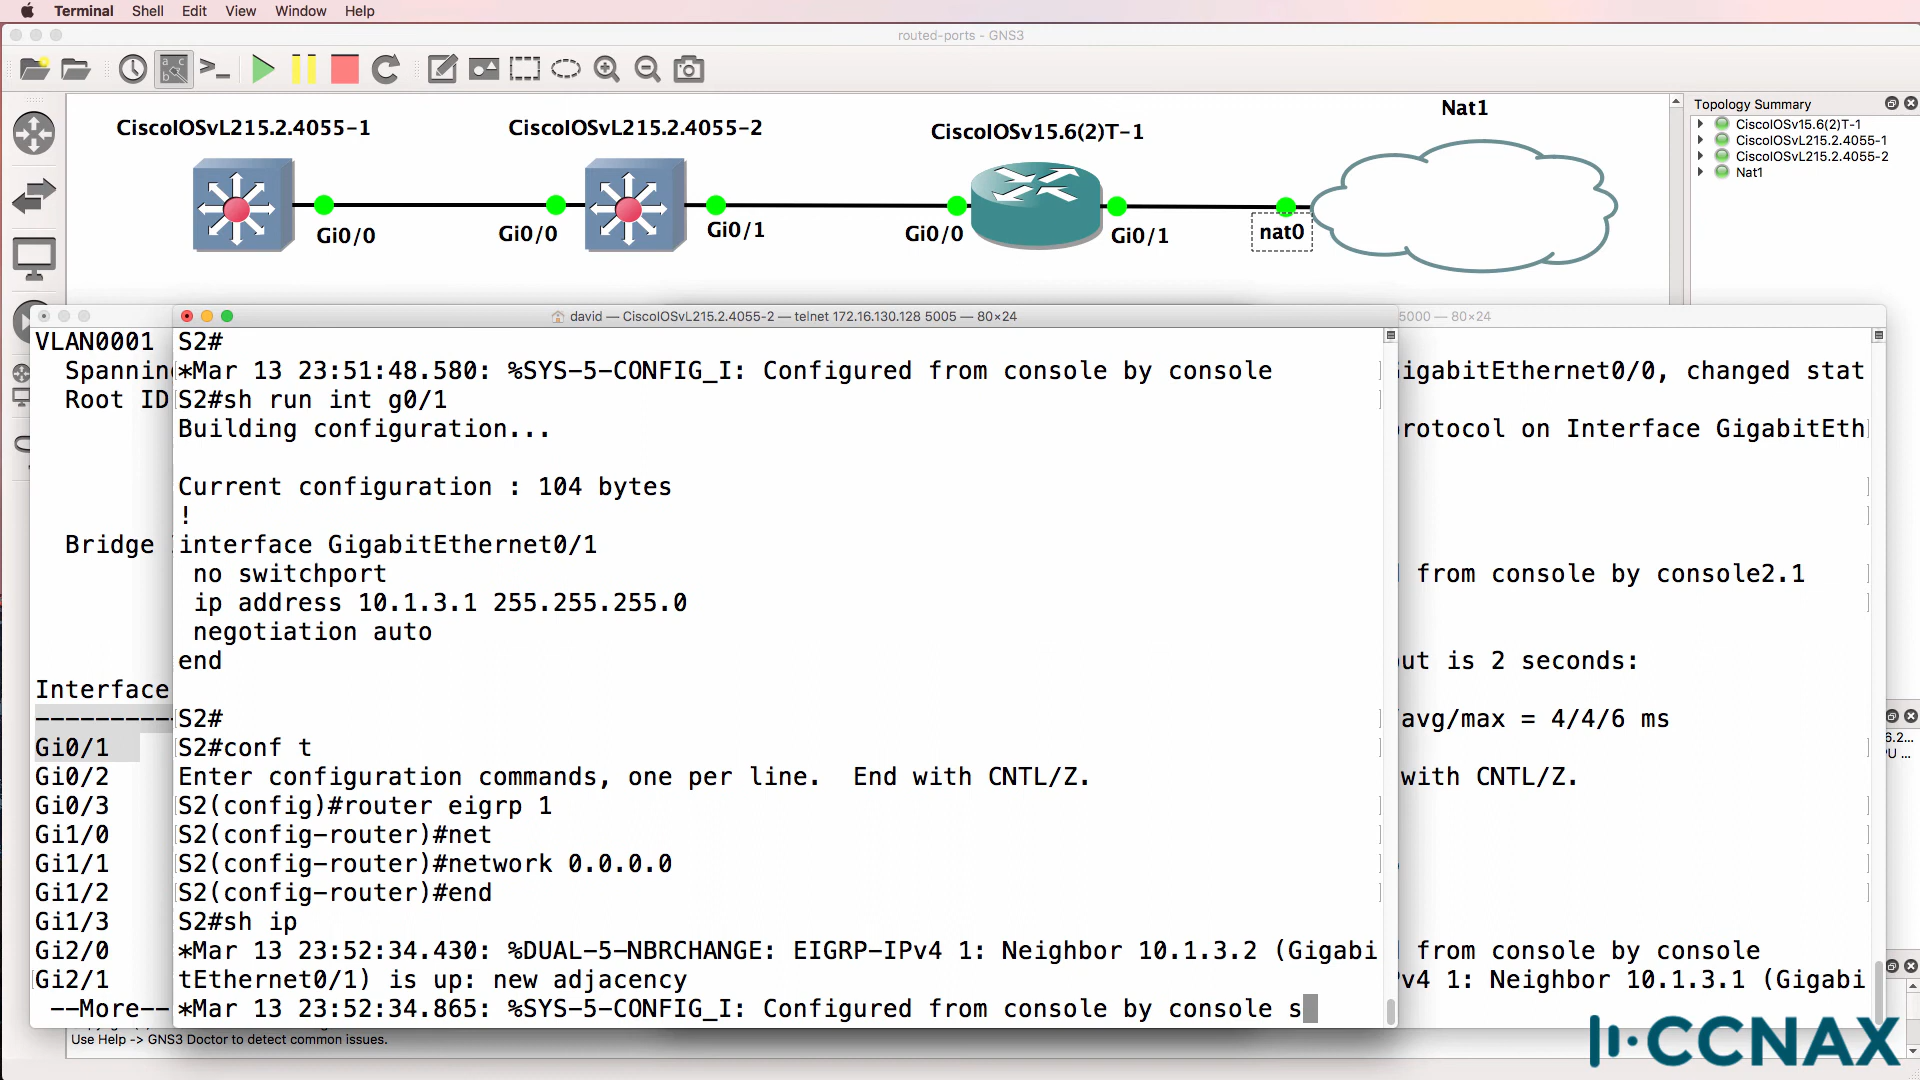 Terminal Shell Edit View Window Help
routed-ports - GNS3
CiscoIOSvL215.2.4055-1
CiscoIOSvL215.2.4055-2
CiscoIOSv15.6(2)T-1
Nat1
Gi0/0
Gi0/0
Gi0/1
Gi0/0
Gi0/1
nat0
Topology Summary
CiscoIOSv15.6(2)T-1
CiscoIOSvL215.2.4055-1
CiscoIOSvL215.2.4055-2
Nat1
VLAN0001
Spannin
Root ID
Bridge
Interface
----------
Gi0/1
Gi0/2
Gi0/3
Gi1/0
Gi1/1
Gi1/2
Gi1/3
Gi2/0
Gi2/1
--More--
david — CiscoIOSvL215.2.4055-2 — telnet 172.16.130.128 5005 — 80×24
S2#
*Mar 13 23:51:48.580: %SYS-5-CONFIG_I: Configured from console by console
S2#sh run int g0/1
Building configuration...
Current configuration : 104 bytes
!
interface GigabitEthernet0/1
no switchport
ip address 10.1.3.1 255.255.255.0
negotiation auto
end
S2#
S2#conf t
Enter configuration commands, one per line.  End with CNTL/Z.
S2(config)#router eigrp 1
S2(config-router)#net
S2(config-router)#network 0.0.0.0
S2(config-router)#end
S2#sh ip
*Mar 13 23:52:34.430: %DUAL-5-NBRCHANGE: EIGRP-IPv4 1: Neighbor 10.1.3.2 (Gigabi
tEthernet0/1) is up: new adjacency
*Mar 13 23:52:34.865: %SYS-5-CONFIG_I: Configured from console by console s
5000 — 80×24
igabitEthernet0/0, changed stat
rotocol on Interface GigabitEth
from console by console2.1
ut is 2 seconds:
/avg/max = 4/4/6 ms
with CNTL/Z.
from console by console
v4 1: Neighbor 10.1.3.1 (Gigabi
6.2...
PU ...
Use Help -> GNS3 Doctor to detect common issues.
CCNAX